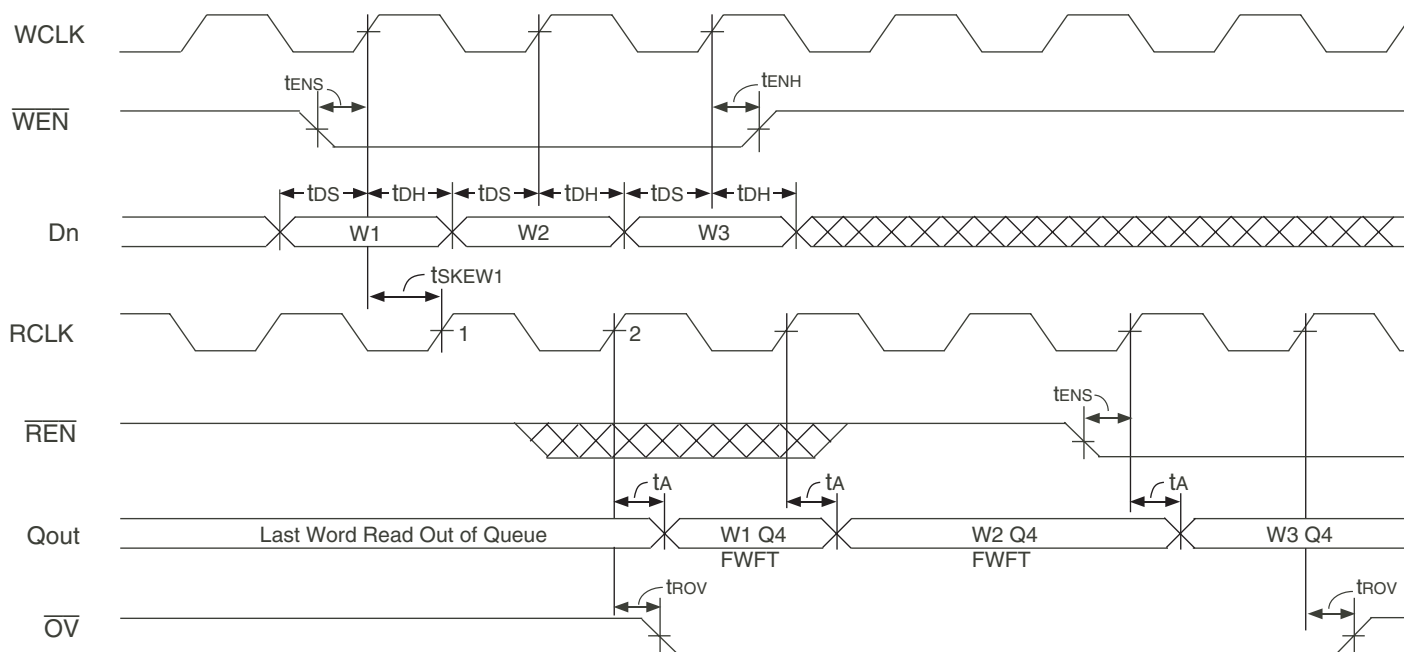 WCLK
tENS
tENH
WEN
tDS tDH tDS tDH tDS tDH
Dn W1 W2 W3
tSKEW1
RCLK 1 2
tENS
REN
tA tA tA
Qout Last Word Read Out of Queue W1 Q4 W2 Q4 W3 Q4
FWFT FWFT
tROV tROV
OV